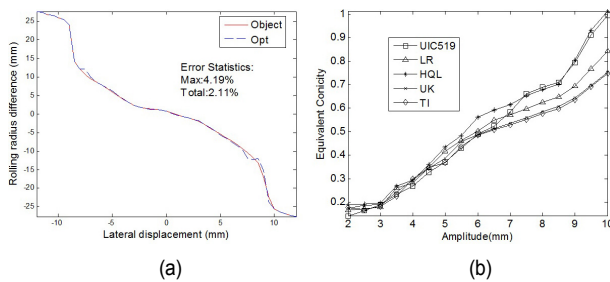 Rolling radius difference (mm)
25
20
15
10
5
0
-5
-10
-15
-20
-25
-10
-5
0
5
10
Lateral displacement (mm)
Object
Opt
Error Statistics:
Max:4.19%
Total:2.11%
(a)
Equivalent Conicity
1
0.9
0.8
0.7
0.6
0.5
0.4
0.3
0.2
2
3
4
5
6
7
8
9
10
Amplitude(mm)
UIC519
LR
HQL
UK
TI
(b)